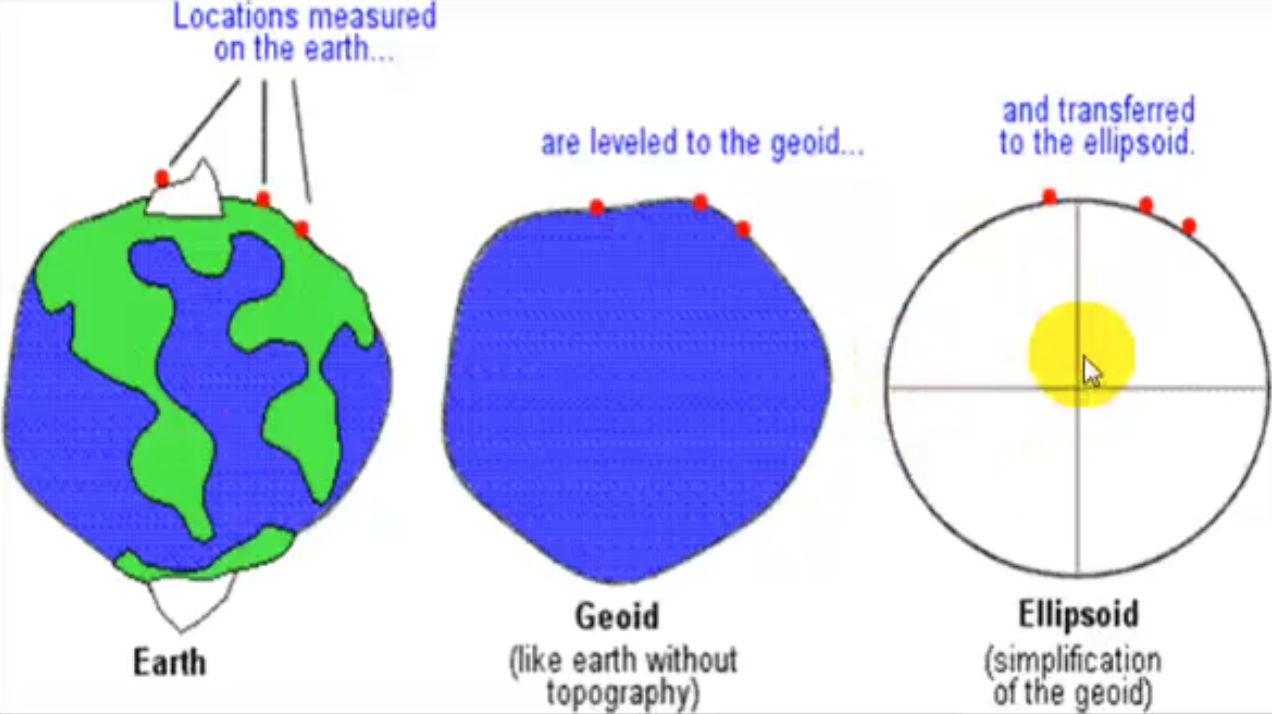 Locations measured
on the earth...
are leveled to the geoid...
and transferred
to the ellipsoid.
Earth
Geoid
(like earth without
topography)
Ellipsoid
(simplification
of the geoid)